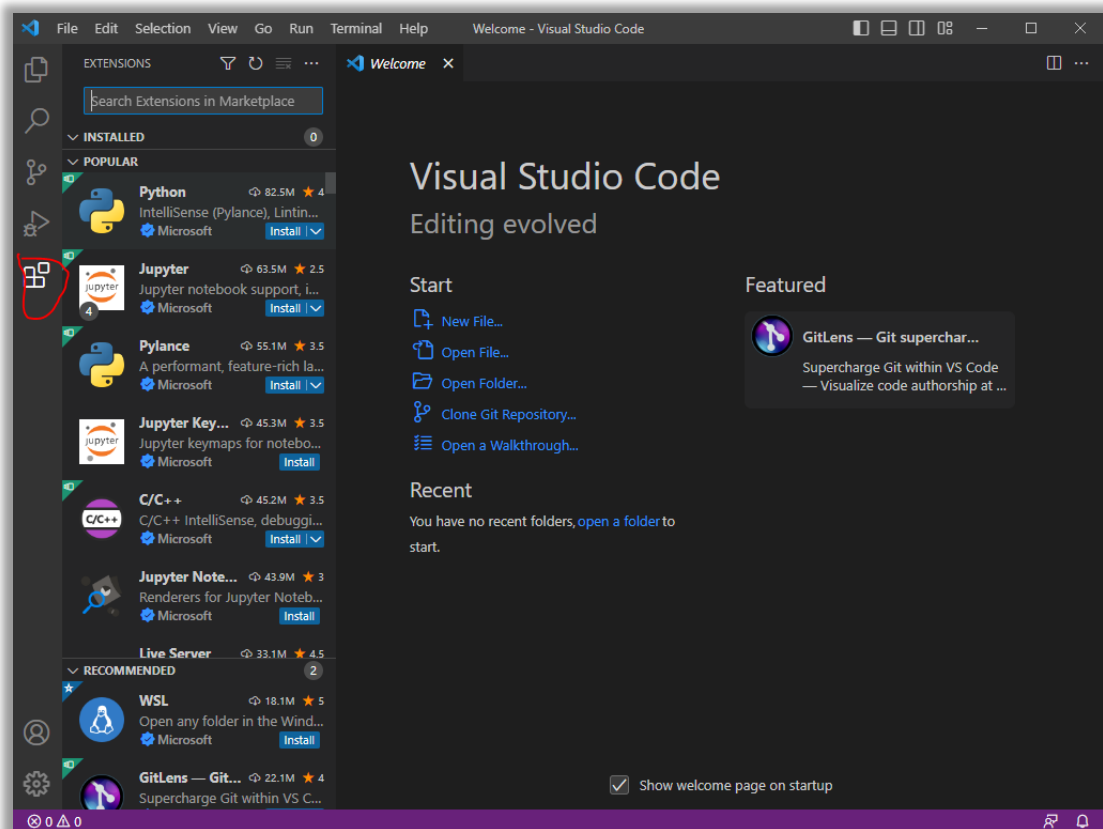 File Edit Selection View Go Run Terminal Help Welcome - Visual Studio Code
EXTENSIONS
Welcome
Search Extensions in Marketplace
INSTALLED 0
POPULAR
Python 82.5M 4
IntelliSense (Pylance), Lintin...
Microsoft Install
Jupyter 63.5M 2.5
jupyter
Jupyter notebook support, i...
4
Microsoft Install
Pylance 55.1M 3.5
A performant, feature-rich la...
Microsoft Install
Jupyter Key... 45.3M 3.5
jupyter
Jupyter keymaps for notebo...
Microsoft Install
C/C++ 45.2M 3.5
C/C++
C/C++ IntelliSense, debuggi...
Microsoft Install
Jupyter Note... 43.9M 3
Renderers for Jupyter Noteb...
Microsoft Install
Live Server 33.1M 4.5
RECOMMENDED 2
WSL 18.1M 5
Open any folder in the Wind...
Microsoft Install
GitLens — Git... 22.1M 4
Supercharge Git within VS C...
Visual Studio Code
Editing evolved
Start
New File...
Open File...
Open Folder...
Clone Git Repository...
Open a Walkthrough...
Recent
You have no recent folders, open a folder to
start.
Featured
GitLens — Git superchar...
Supercharge Git within VS Code
— Visualize code authorship at ...
Show welcome page on startup
0 0